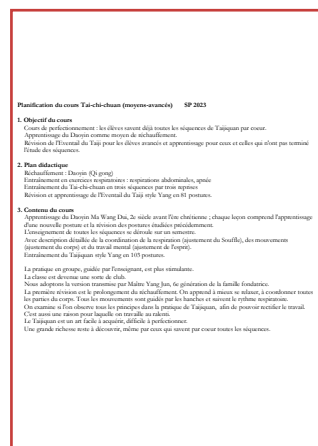 Planification du cours Tai-chi-chuan (moyens-avancés) SP 2023
1. Objectif du cours
Cours de perfectionnement : les élèves savent déjà toutes les séquences de Taijiquan par coeur.
Apprentissage du Daoyin comme moyen de réchauffement.
Révision de l'Eventail du Taiji pour les élèves avancés et apprentissage pour ceux et celles qui n'ont pas terminé
l'étude des séquences.
2. Plan didactique
Réchauffement : Daoyin (Qi gong)
Entraînement en exercices respiratoires : respirations abdominales, apnée
Entraînement du Tai-chi-chuan en trois séquences par trois reprises
Révision et apprentissage de l'Eventail du Taiji style Yang en 81 postures.
3. Contenu du cours
Apprentissage du Daoyin Ma Wang Dui, 2e siècle avant l'ère chrétienne ; chaque leçon comprend l'apprentissage
d'une nouvelle posture et la révision des postures étudiées précédemment.
L'enseignement de toutes les séquences se déroule sur un semestre.
Avec description détaillée de la coordination de la respiration (ajustement du Souffle), des mouvements
(ajustement du corps) et du travail mental (ajustement de l'esprit).
Entraînement du Taijiquan style Yang en 103 postures.
La pratique en groupe, guidée par l'enseignant, est plus stimulante.
La classe est devenue une sorte de club.
Nous adoptons la version transmise par Maître Yang Jun, 6e génération de la famille fondatrice.
La première révision est le prolongement du réchauffement. On apprend à mieux se relaxer, à coordonner toutes
les parties du corps. Tous les mouvements sont guidés par les hanches et suivent le rythme respiratoire.
On examine si l'on observe tous les principes dans la pratique de Taijiquan, afin de pouvoir rectifier le travail.
C'est aussi une raison pour laquelle on travaille au ralenti.
Le Taijiquan est un art facile à acquérir, difficile à perfectionner.
Une grande richesse reste à découvrir, même par ceux qui savent par coeur toutes les séquences.